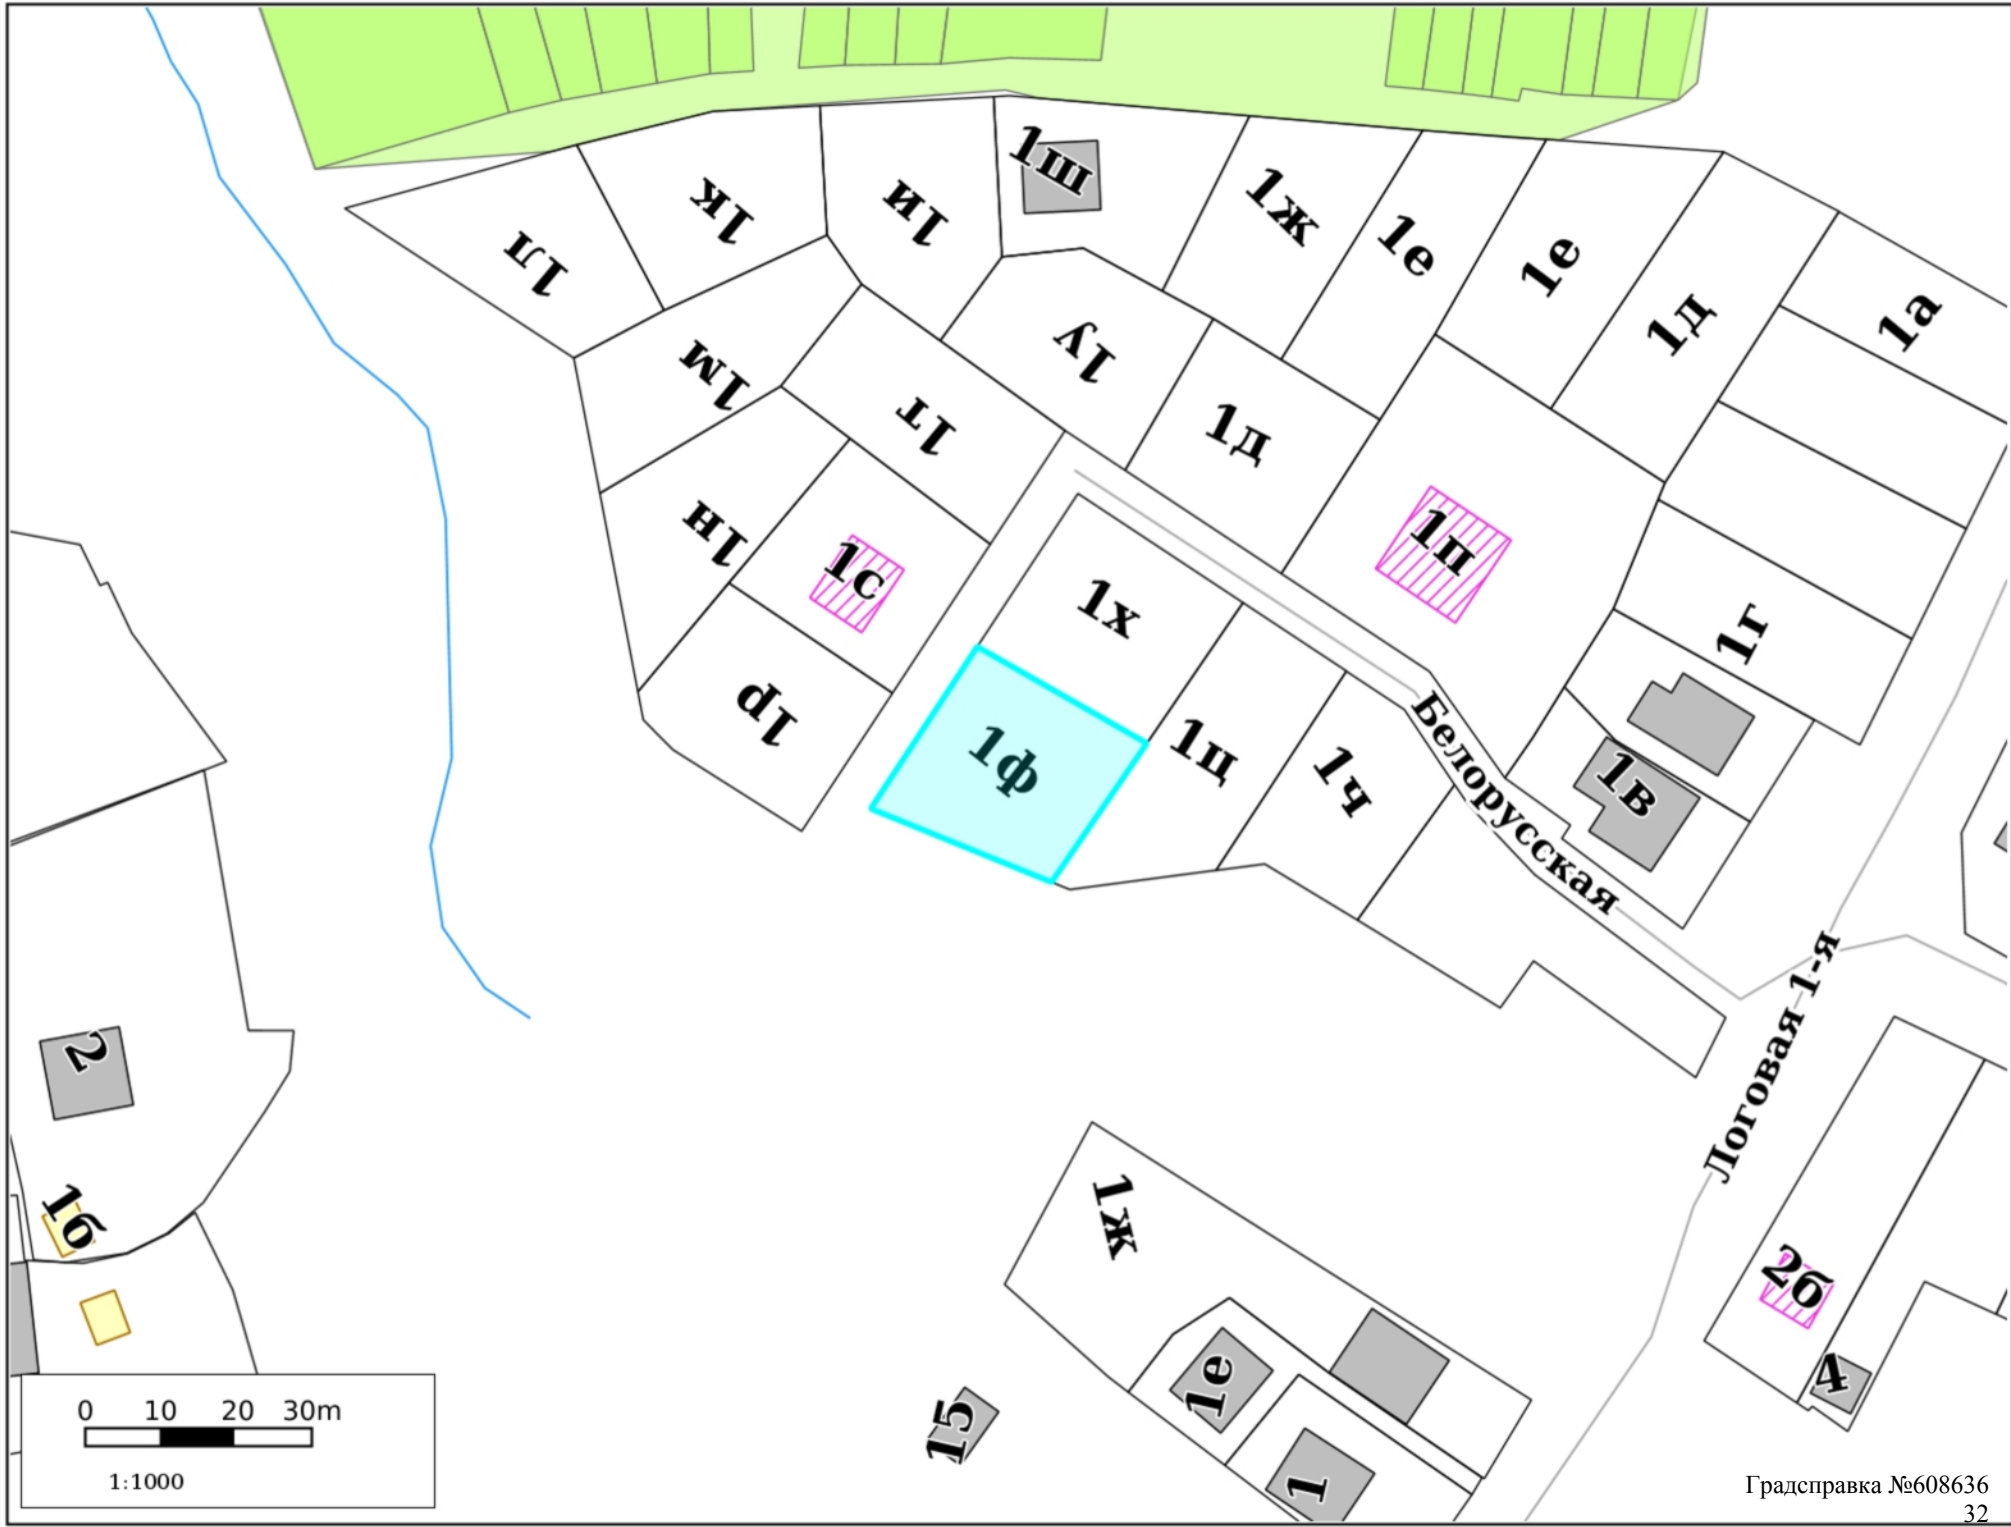 1ш
1к
1и
1ж
1е
1е
1л
1д
1а
1у
1м
1т
1д
1н
1с
1п
1х
1г
1р
1ф
1ц
1ч
1в
Белорусская
Логовая 1-я
2
1б
1ж
2б
4
1е
15
1
0 10 20 30m
1:1000
Градсправка №608636
32